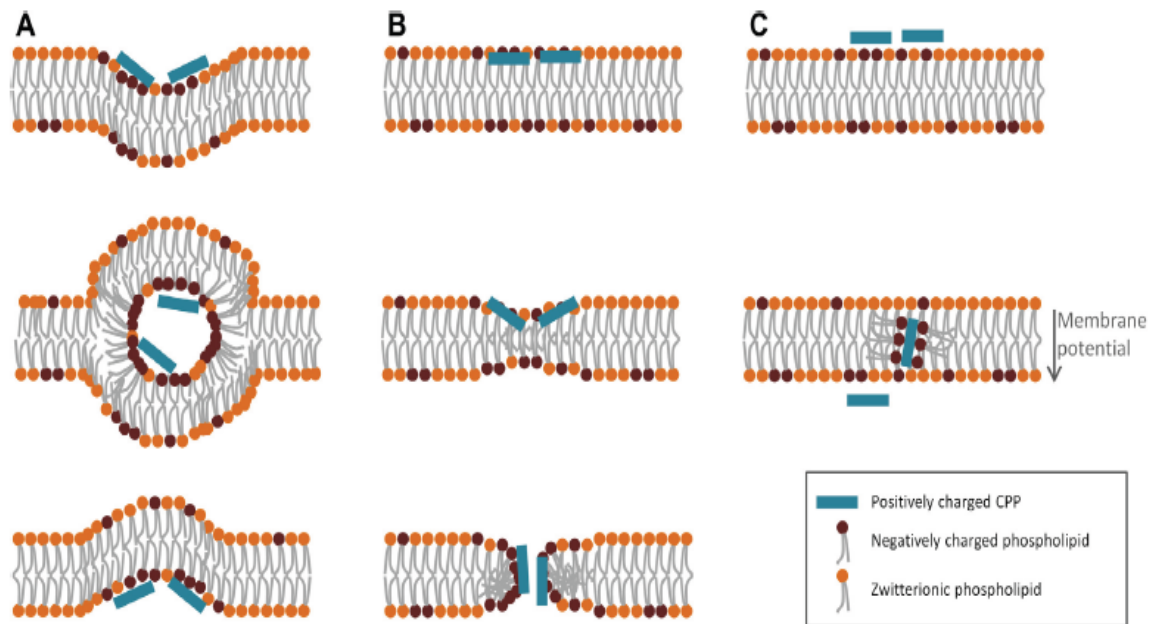 A
B
C
Membrane
potential
Positively charged CPP
Negatively charged phospholipid
Zwitterionic phospholipid